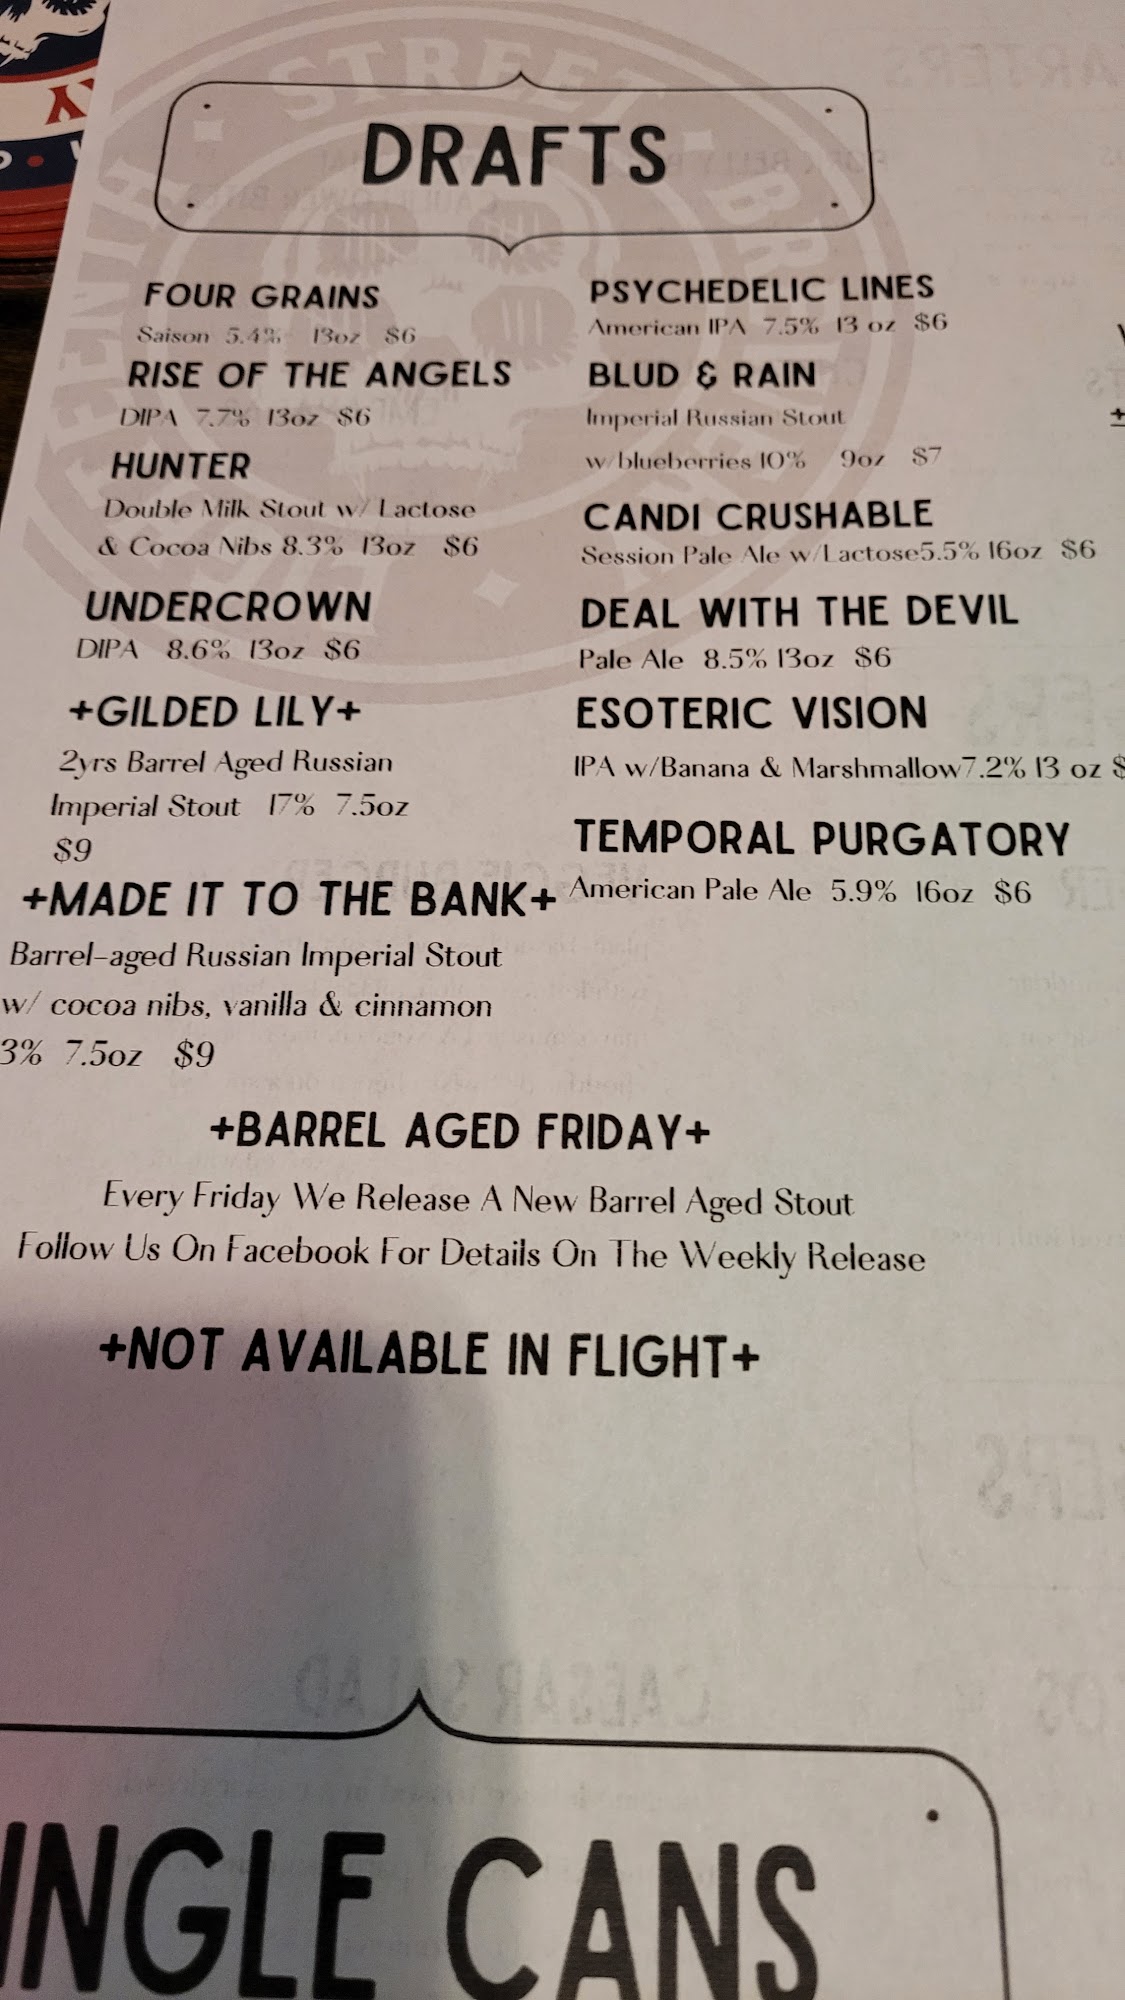 DRAFTS
FOUR GRAINS
Saison 5.4% 13oz $6
RISE OF THE ANGELS
DIPA 7.7% 13oz $6
HUNTER
Double Milk Stout w/ Lactose
& Cocoa Nibs 8.3% 13oz $6
UNDERCROWN
DIPA 8.6% 13oz $6
+GILDED LILY+
2yrs Barrel Aged Russian
Imperial Stout 17% 7.5oz
$9
+MADE IT TO THE BANK+
Barrel-aged Russian Imperial Stout
w/ cocoa nibs, vanilla & cinnamon
3% 7.5oz $9
PSYCHEDELIC LINES
American IPA 7.5% 13 oz $6
BLUD & RAIN
Imperial Russian Stout
w/blueberries 10% 9oz $7
CANDI CRUSHABLE
Session Pale Ale w/Lactose5.5% 16oz $6
DEAL WITH THE DEVIL
Pale Ale 8.5% 13oz $6
ESOTERIC VISION
IPA w/Banana & Marshmallow7.2% 13 oz $
TEMPORAL PURGATORY
American Pale Ale 5.9% 16oz $6
+BARREL AGED FRIDAY+
Every Friday We Release A New Barrel Aged Stout
Follow Us On Facebook For Details On The Weekly Release
+NOT AVAILABLE IN FLIGHT+
INGLE CANS
STREET